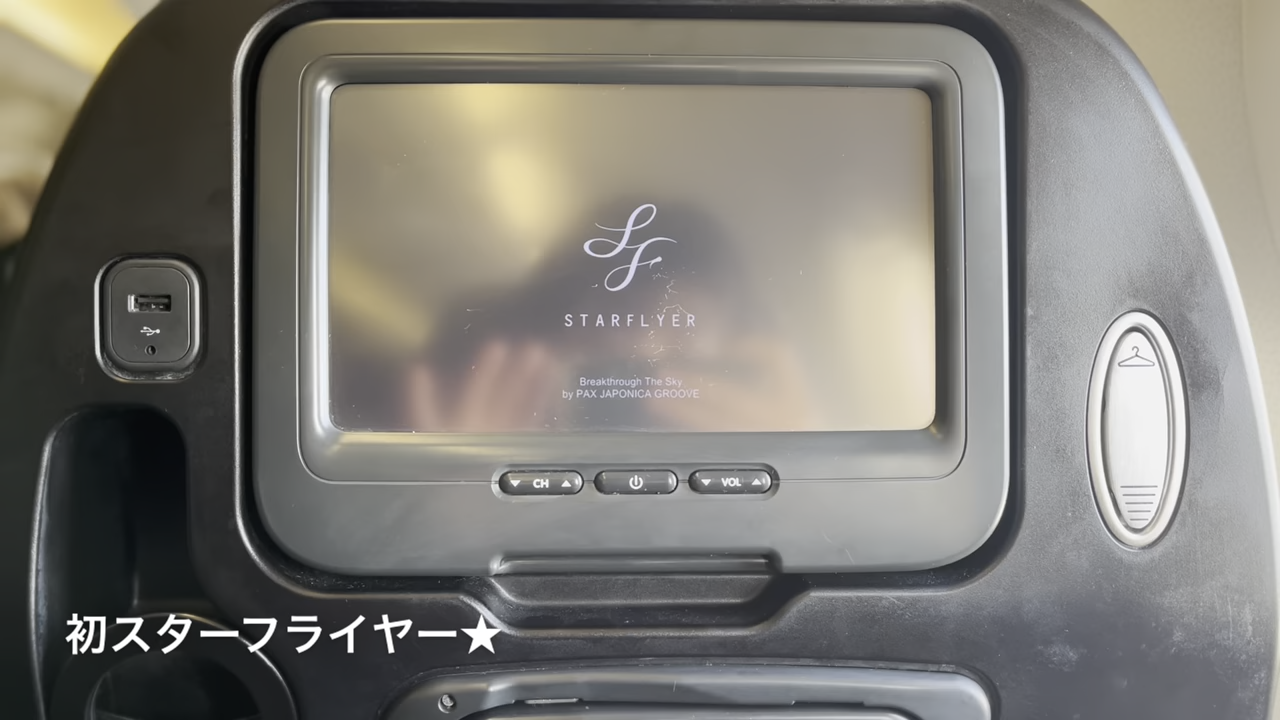 SF
STARFLYER
Breakthrough The Sky
by PAX JAPONICA GROOVE
CH
VOL
初スターフライヤー★